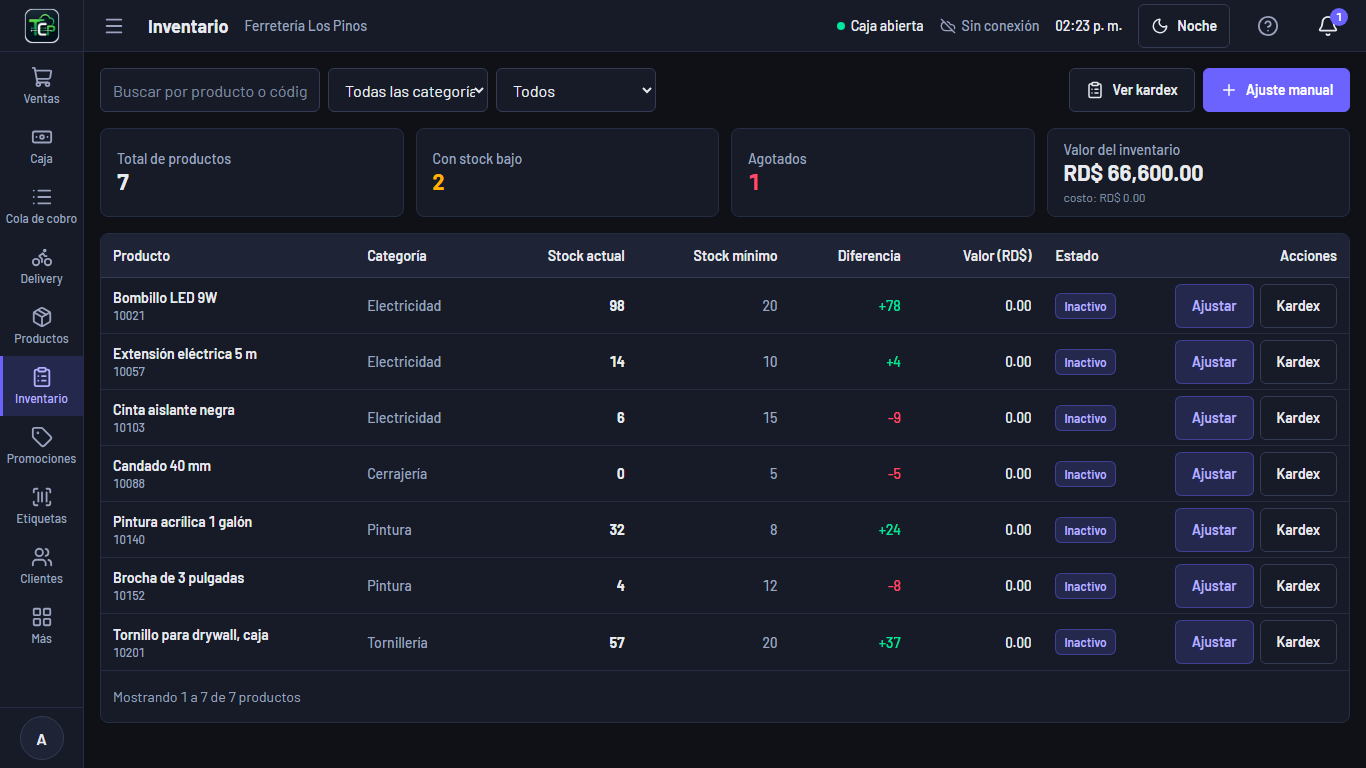 TCP
Inventario
Ferretería Los Pinos
Caja abierta
Sin conexión
02:23 p. m.
Noche
1
Ventas
Caja
Cola de cobro
Delivery
Productos
Inventario
Promociones
Etiquetas
Clientes
Más
A
Buscar por producto o códig
Todas las categoría
Todos
Ver kardex
Ajuste manual
Total de productos
7
Con stock bajo
2
Agotados
1
Valor del inventario
RD$ 66,600.00
costo: RD$ 0.00
Producto Categoría Stock actual Stock mínimo Diferencia Valor (RD$) Estado Acciones
Bombillo LED 9W
10021
Electricidad 98 20 +78 0.00 Inactivo Ajustar Kardex
Extensión eléctrica 5 m
10057
Electricidad 14 10 +4 0.00 Inactivo Ajustar Kardex
Cinta aislante negra
10103
Electricidad 6 15 -9 0.00 Inactivo Ajustar Kardex
Candado 40 mm
10088
Cerrajería 0 5 -5 0.00 Inactivo Ajustar Kardex
Pintura acrílica 1 galón
10140
Pintura 32 8 +24 0.00 Inactivo Ajustar Kardex
Brocha de 3 pulgadas
10152
Pintura 4 12 -8 0.00 Inactivo Ajustar Kardex
Tornillo para drywall, caja
10201
Tornillería 57 20 +37 0.00 Inactivo Ajustar Kardex
Mostrando 1 a 7 de 7 productos